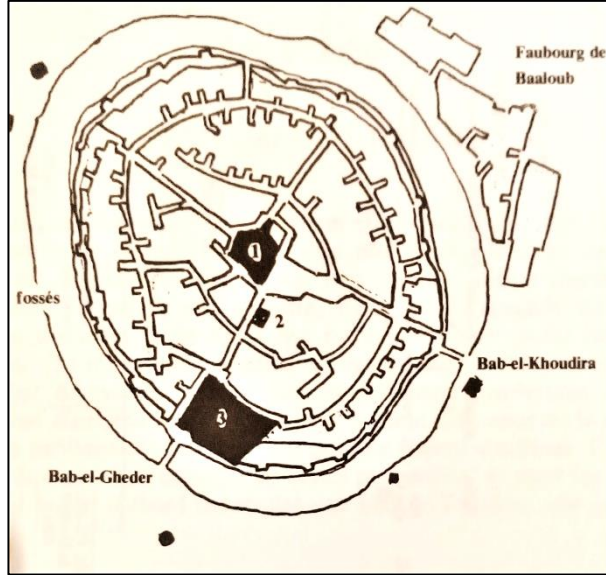 Faubourg de
Baaloub
1
fossés
2
Bab-el-Khoudira
3
Bab-el-Gheder